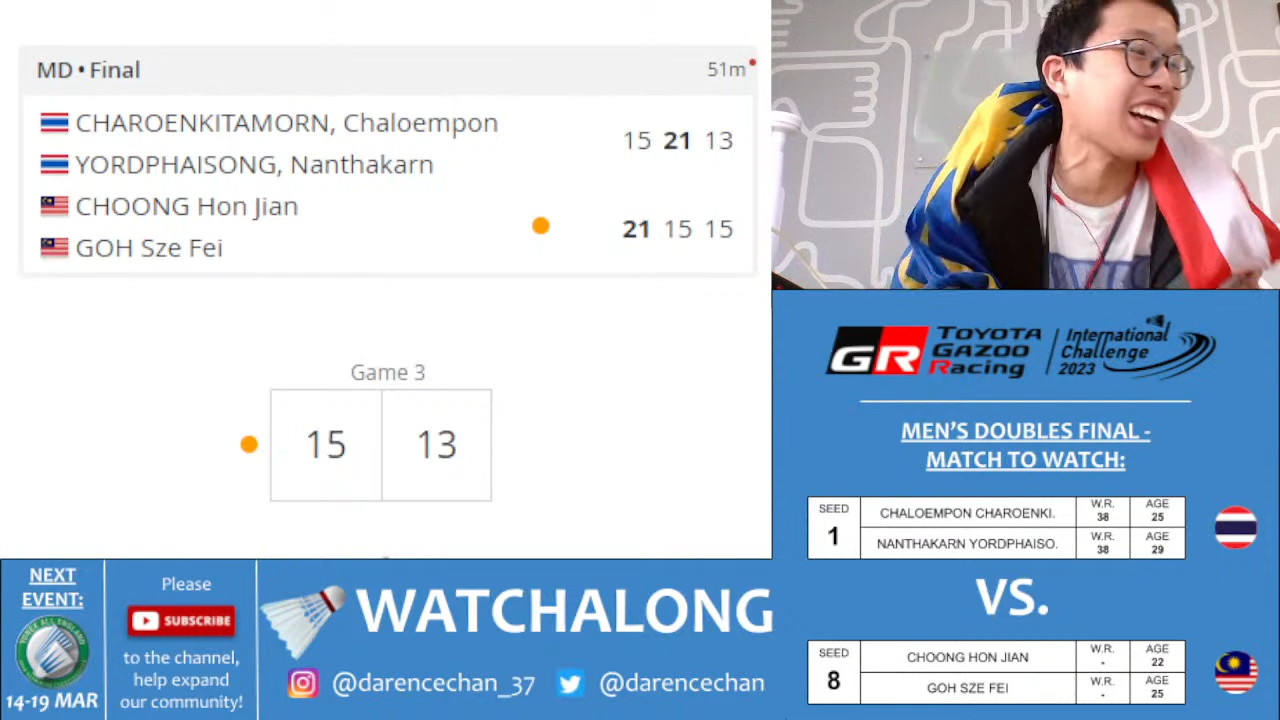 MD • Final
51m
CHAROENKITAMORN, Chaloempon
YORDPHAISONG, Nanthakarn
15 21 13
CHOONG Hon Jian
GOH Sze Fei
21 15 15
Game 3
15 13
GR TOYOTA GAZOO Racing
International Challenge 2023
MEN'S DOUBLES FINAL -
MATCH TO WATCH:
SEED 1
CHALOEMPON CHAROENKI. W.R. 38 AGE 25
NANTHAKARN YORDPHAISO. W.R. 38 AGE 29
VS.
SEED 8
CHOONG HON JIAN W.R. - AGE 22
GOH SZE FEI W.R. - AGE 25
NEXT
EVENT:
14-19 MAR
Please
SUBSCRIBE
to the channel,
help expand
our community!
WATCHALONG
@darencechan_37
@darencechan